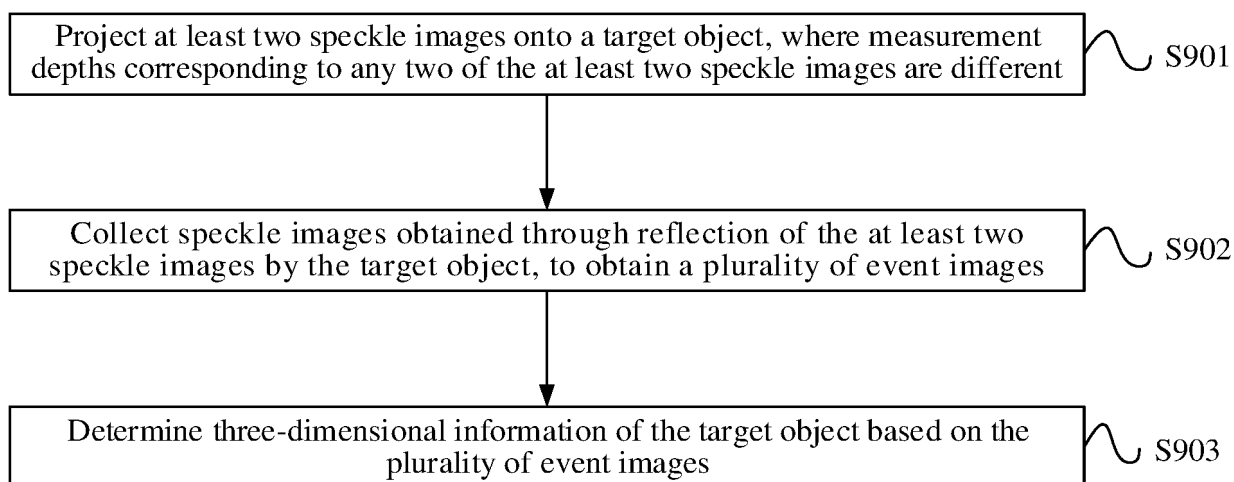 Project at least two speckle images onto a target object, where measurement
depths corresponding to any two of the at least two speckle images are different
S901
Collect speckle images obtained through reflection of the at least two
speckle images by the target object, to obtain a plurality of event images
S902
Determine three-dimensional information of the target object based on the
plurality of event images
S903